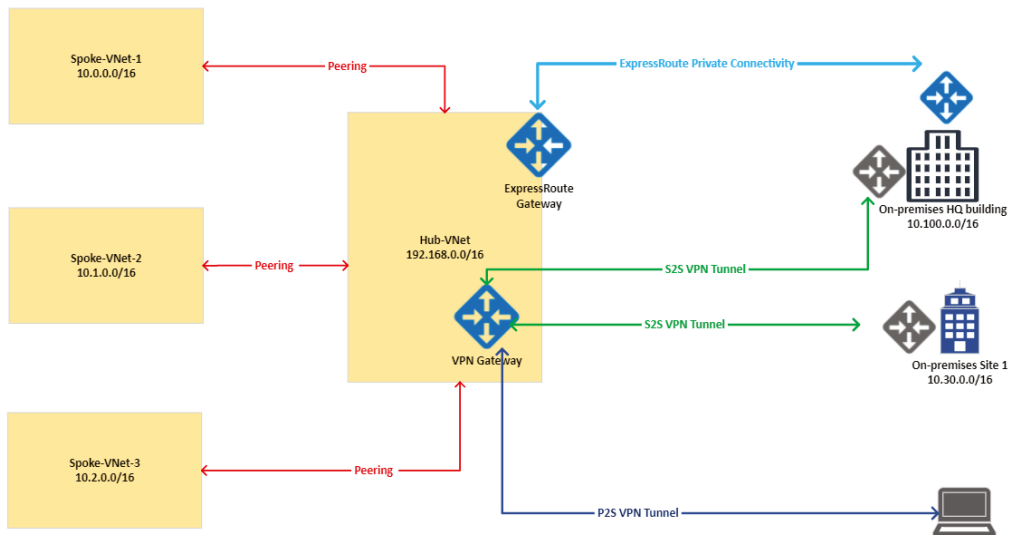 Spoke-VNet-1
10.0.0.0/16
Peering
ExpressRoute Private Connectivity
ExpressRoute
Gateway
On-premises HQ building
10.100.0.0/16
Spoke-VNet-2
10.1.0.0/16
Peering
Hub-VNet
192.168.0.0/16
S2S VPN Tunnel
S2S VPN Tunnel
VPN Gateway
On-premises Site 1
10.30.0.0/16
Spoke-VNet-3
10.2.0.0/16
Peering
P2S VPN Tunnel